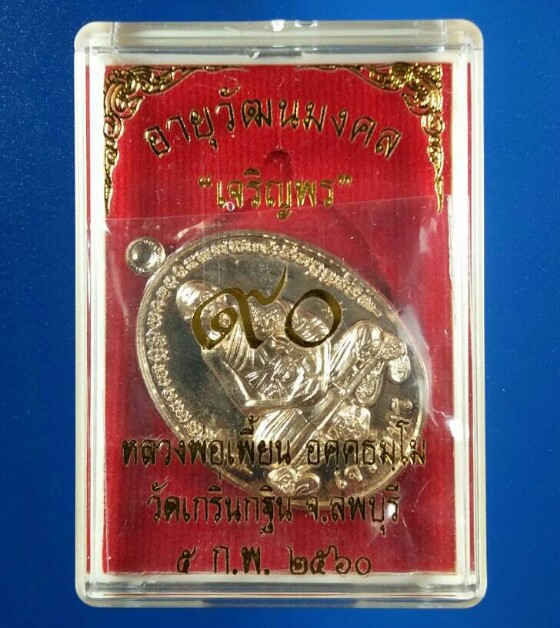 อายุวัฒนมงคล
"เจริญพร"
๙๐
หลวงพ่อเพี้ยน อคฺคธมฺโม
วัดเกรินกฐิน จ.ลพบุรี
๕ ก.พ. ๒๕๖๐